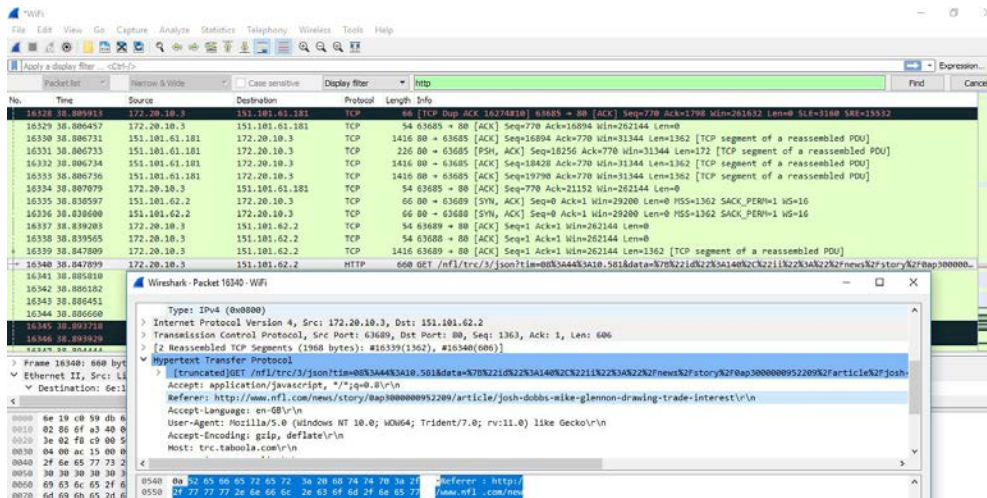 *WiFi
File Edit View Go Capture Analyze Statistics Telephony Wireless Tools Help
Apply a display filter ... <Ctrl-/>
Expression...
Packet list
Narrow & Wide
Case sensitive
Display filter
http
Find
Cancel
No. Time Source Destination Protocol Length Info
16328 38.805913 172.20.10.3 151.101.61.181 TCP 66 [TCP Dup ACK 16274#10] 63685 → 80 [ACK] Seq=770 Ack=1798 Win=261632 Len=0 SLE=3160 SRE=15532
16329 38.806457 172.20.10.3 151.101.61.181 TCP 54 63685 → 80 [ACK] Seq=770 Ack=16894 Win=262144 Len=0
16330 38.806731 151.101.61.181 172.20.10.3 TCP 1416 80 → 63685 [ACK] Seq=16894 Ack=770 Win=31344 Len=1362 [TCP segment of a reassembled PDU]
16331 38.806733 151.101.61.181 172.20.10.3 TCP 226 80 → 63685 [PSH, ACK] Seq=18256 Ack=770 Win=31344 Len=172 [TCP segment of a reassembled PDU]
16332 38.806734 151.101.61.181 172.20.10.3 TCP 1416 80 → 63685 [ACK] Seq=18428 Ack=770 Win=31344 Len=1362 [TCP segment of a reassembled PDU]
16333 38.806736 151.101.61.181 172.20.10.3 TCP 1416 80 → 63685 [ACK] Seq=19790 Ack=770 Win=31344 Len=1362 [TCP segment of a reassembled PDU]
16334 38.807079 172.20.10.3 151.101.61.181 TCP 54 63685 → 80 [ACK] Seq=770 Ack=21152 Win=262144 Len=0
16335 38.838597 151.101.62.2 172.20.10.3 TCP 66 80 → 63689 [SYN, ACK] Seq=0 Ack=1 Win=29200 Len=0 MSS=1362 SACK_PERM=1 WS=16
16336 38.838600 151.101.62.2 172.20.10.3 TCP 66 80 → 63688 [SYN, ACK] Seq=0 Ack=1 Win=29200 Len=0 MSS=1362 SACK_PERM=1 WS=16
16337 38.839203 172.20.10.3 151.101.62.2 TCP 54 63689 → 80 [ACK] Seq=1 Ack=1 Win=262144 Len=0
16338 38.839565 172.20.10.3 151.101.62.2 TCP 54 63688 → 80 [ACK] Seq=1 Ack=1 Win=262144 Len=0
16339 38.847809 172.20.10.3 151.101.62.2 TCP 1416 63689 → 80 [ACK] Seq=1 Ack=1 Win=262144 Len=1362 [TCP segment of a reassembled PDU]
16340 38.847899 172.20.10.3 151.101.62.2 HTTP 660 GET /nfl/trc/3/json?tim=08%3A44%3A10.581&data=%7B%22id%22%3A140%2C%22ii%22%3A%22%2Fnews%2Fstory%2F0ap300000…
16341 38.885810
16342 38.886182
16343 38.886451
16344 38.886660
16345 38.893718
16346 38.893929
Wireshark · Packet 16340 · WiFi
Type: IPv4 (0x0800)
Internet Protocol Version 4, Src: 172.20.10.3, Dst: 151.101.62.2
Transmission Control Protocol, Src Port: 63689, Dst Port: 80, Seq: 1363, Ack: 1, Len: 606
[2 Reassembled TCP Segments (1968 bytes): #16339(1362), #16340(606)]
Hypertext Transfer Protocol
[truncated]GET /nfl/trc/3/json?tim=08%3A44%3A10.581&data=%7B%22id%22%3A140%2C%22ii%22%3A%22%2Fnews%2Fstory%2F0ap3000000952209%2Farticle%2Fjosh-
Accept: application/javascript, */*;q=0.8\r\n
Referer: http://www.nfl.com/news/story/0ap3000000952209/article/josh-dobbs-mike-glennon-drawing-trade-interest\r\n
Accept-Language: en-GB\r\n
User-Agent: Mozilla/5.0 (Windows NT 10.0; WOW64; Trident/7.0; rv:11.0) like Gecko\r\n
Accept-Encoding: gzip, deflate\r\n
Host: trc.taboola.com\r\n
0540 0a 52 65 66 65 72 65 72 3a 20 68 74 74 70 3a 2f ·Referer : http:/
0550 2f 77 77 77 2e 6e 66 6c 2e 63 6f 6d 2f 6e 65 77 /www.nfl .com/new
Frame 16340: 660 byt
Ethernet II, Src: Li
Destination: 6e:1
0000 6e 19 c0 59 db 6
0010 02 86 6f a3 40 0
0020 3e 02 f8 c9 00 5
0030 04 00 ac 15 00 0
0040 2f 6e 65 77 73 2
0050 30 30 30 30 30 3
0060 69 63 6c 65 2f 6
0070 6d 69 6b 65 2d 6